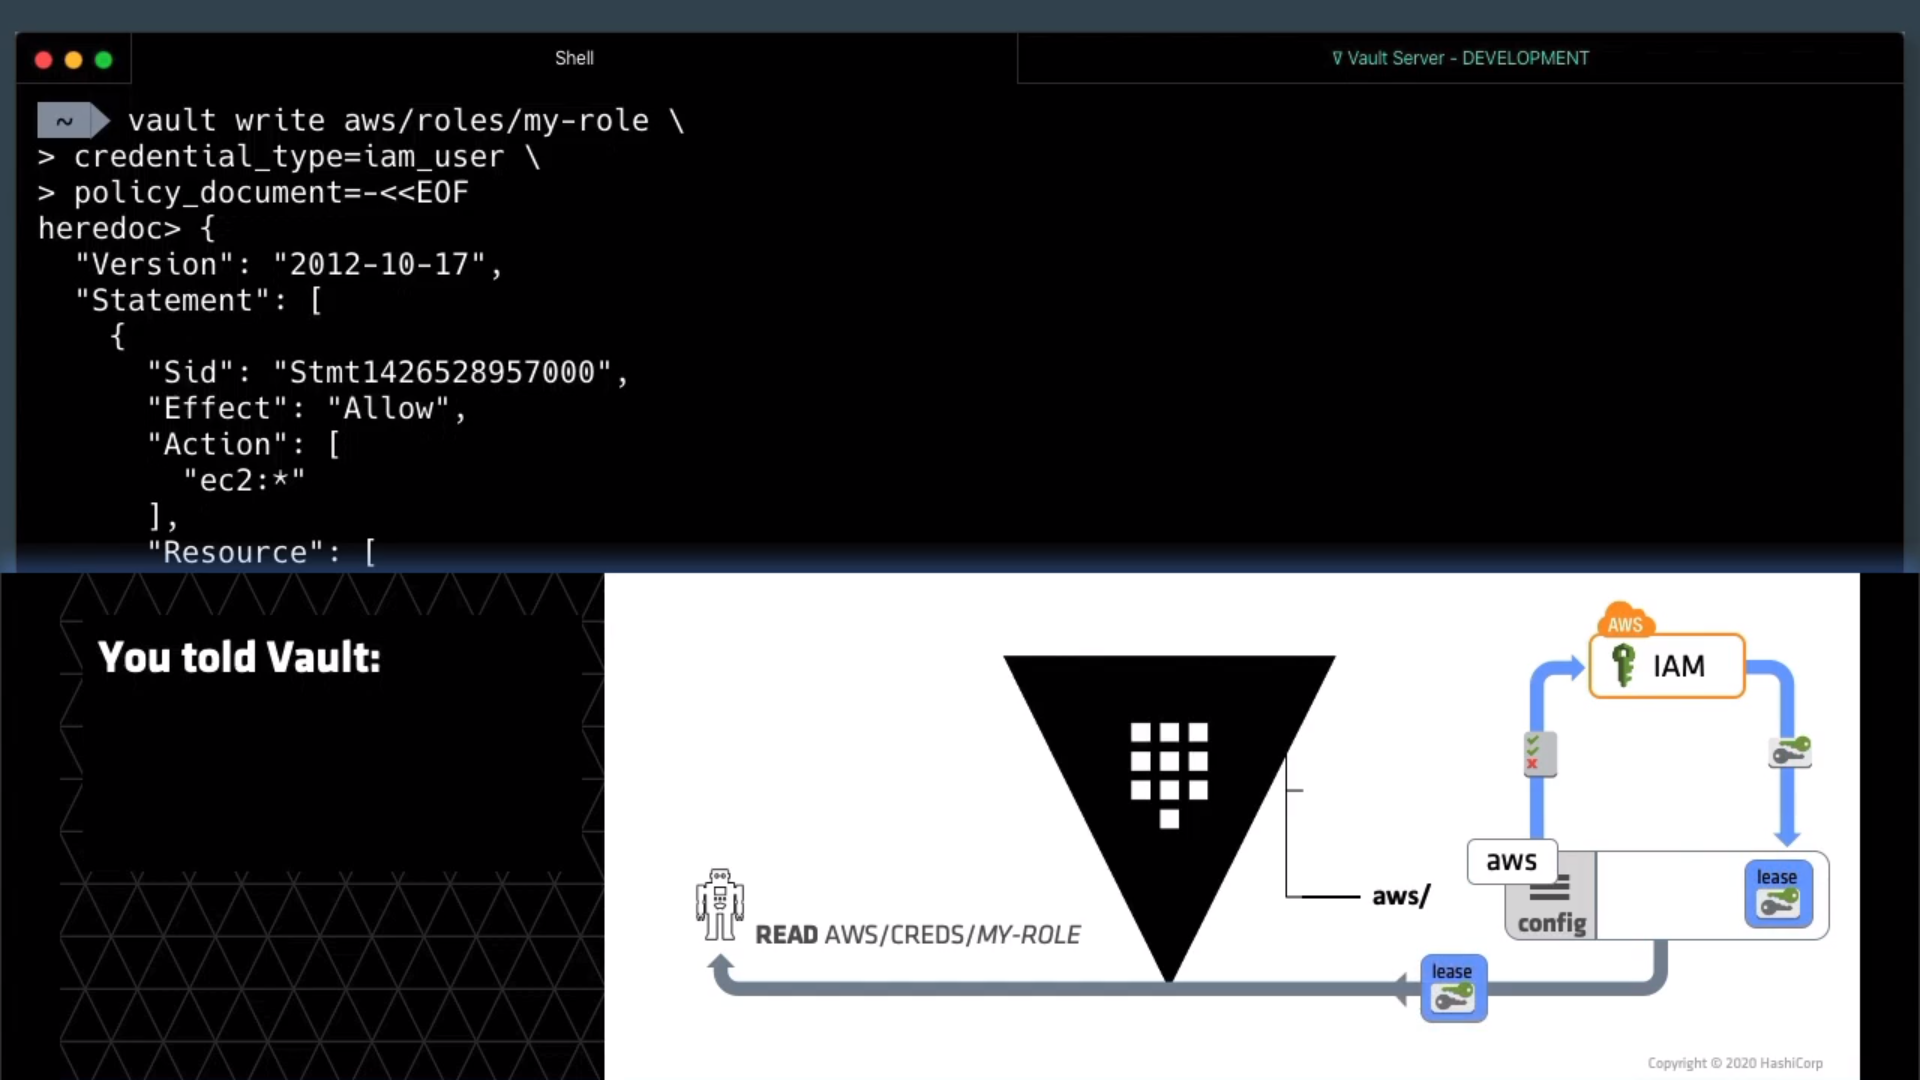 Shell
∇ Vault Server - DEVELOPMENT
~ vault write aws/roles/my-role \
> credential_type=iam_user \
> policy_document=-<<EOF
heredoc> {
  "Version": "2012-10-17",
  "Statement": [
    {
      "Sid": "Stmt1426528957000",
      "Effect": "Allow",
      "Action": [
        "ec2:*"
      ],
      "Resource": [
You told Vault:
AWS
IAM
aws
lease
config
aws/
READ AWS/CREDS/MY-ROLE
lease
Copyright © 2020 HashiCorp